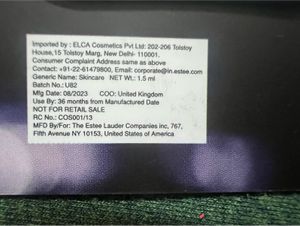 Imported by : ELCA Cosmetics Pvt Ltd: 202-206 Tolstoy
House,15 Tolstoy Marg, New Delhi- 110001.
Consumer Complaint Address same as above
Contact: +91-22-61479800, Email: corporate@in.estee.com
Generic Name: Skincare NET WT. 1.5 ml
Batch No.: U82
Mfg Date: 08/2023 COO: United Kingdom
Use By: 36 months from Manufactured Date
NOT FOR RETAIL SALE
RC No.: COS001/13
MFD By/For: The Estee Lauder Companies inc, 767,
Fifth Avenue NY 10153, United States of America